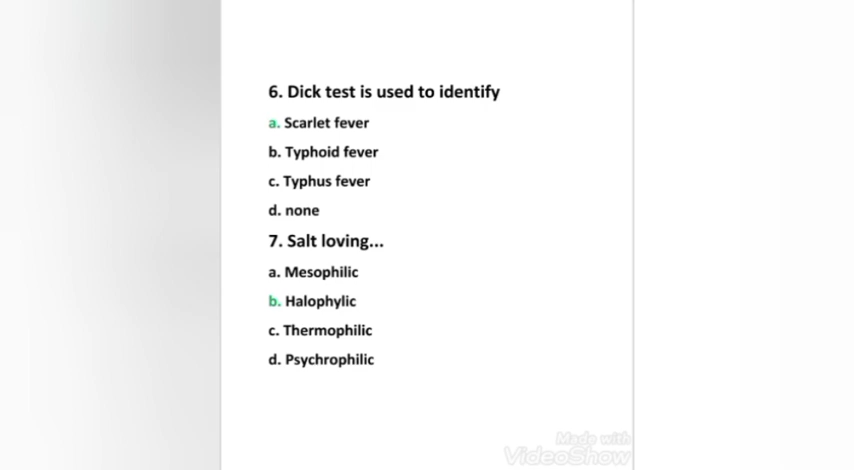 6. Dick test is used to identify
a. Scarlet fever
b. Typhoid fever
c. Typhus fever
d. none
7. Salt loving...
a. Mesophilic
b. Halophylic
c. Thermophilic
d. Psychrophilic
Made with
VideoShow